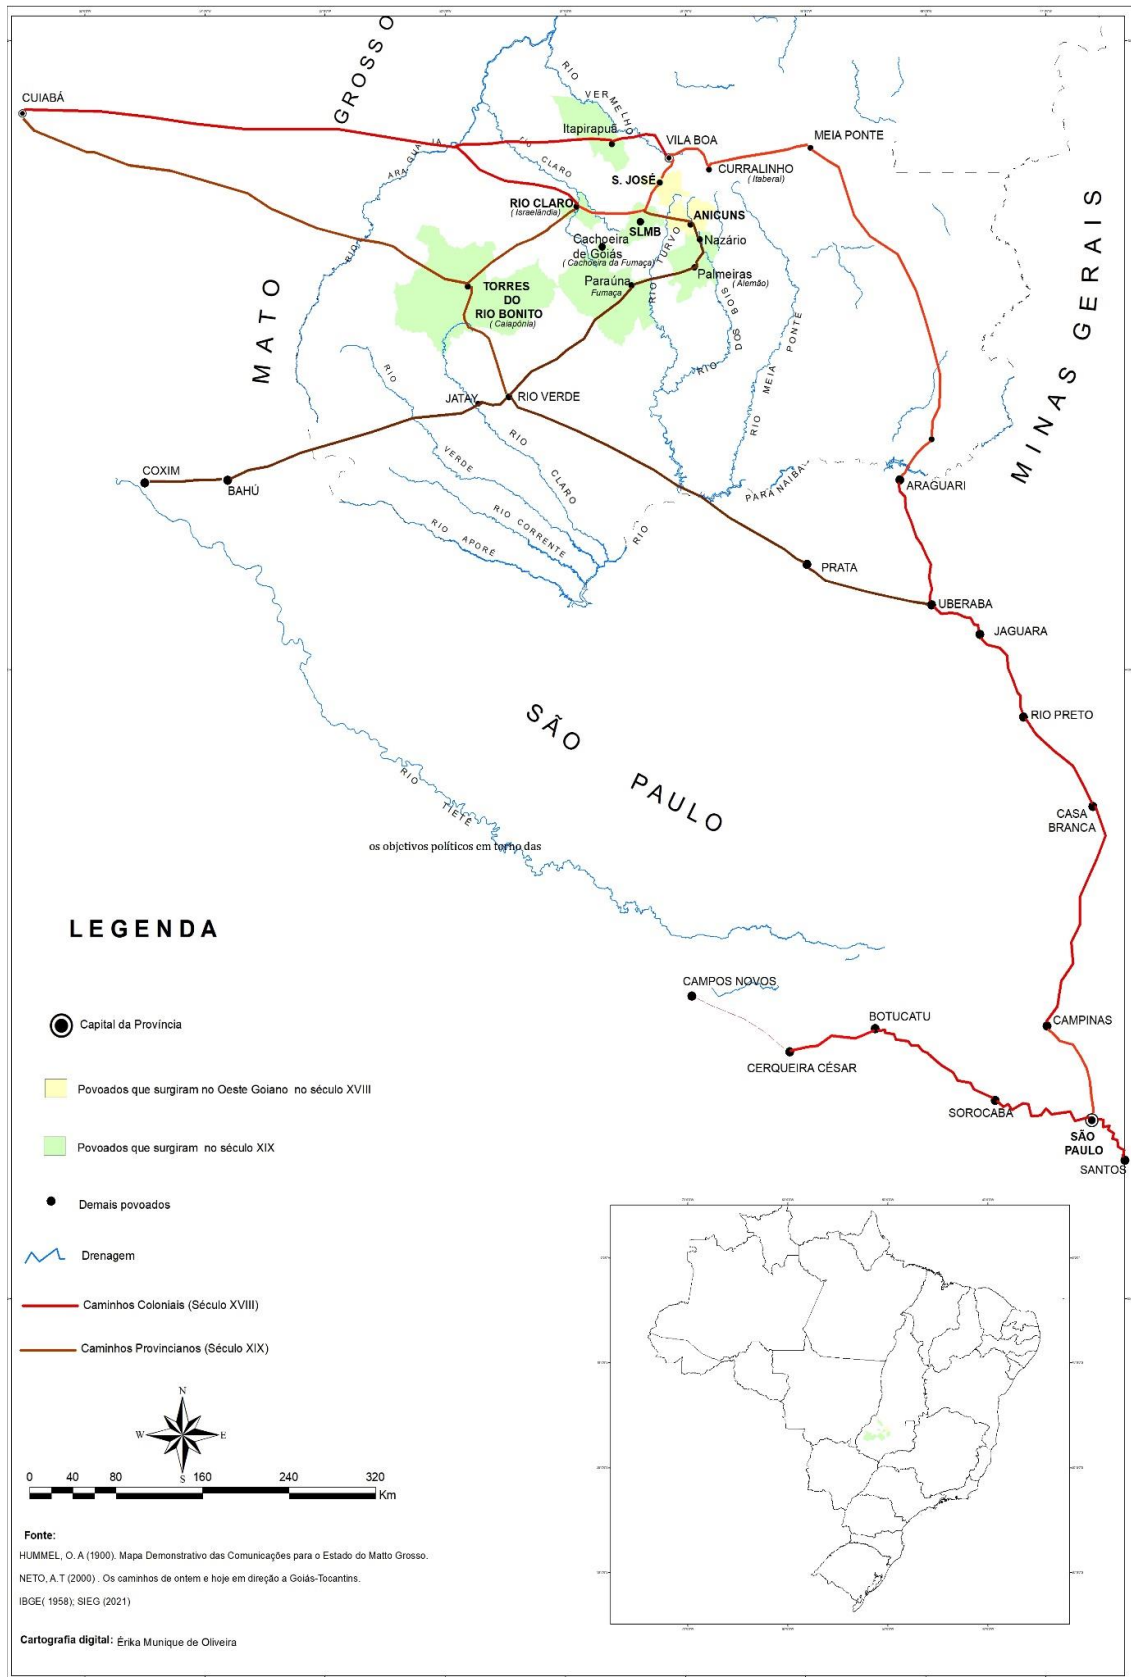 CUIABÁ
GROSSO
MATO
MINAS GERAIS
SÃO PAULO
RIO VERMELHO
Itapirapuã
VILA BOA
MEIA PONTE
CURRALINHO
( Itaberaí)
S. JOSÉ
RIO CLARO
( Israelândia)
rio CLARO
RIO ARAGUAIA
ANICUNS
SLMB
Nazário
Cachoeira
de Goiás
( Cachoeira da Fumaça)
RIO TURVO
Palmeiras
( Alemão)
Paraúna
Fumaça
TORRES
DO
RIO BONITO
( Caiapônia)
RIO DOS BOIS
RIO MEIA PONTE
JATAY
RIO VERDE
RIO VERDE
RIO CLARO
COXIM
BAHÚ
RIO CORRENTE
RIO APORÉ
RIO PARANAIBA
ARAGUARI
PRATA
UBERABA
JAGUARA
RIO PRETO
CASA
BRANCA
RIO TIETÊ
os objetivos políticos em torno das
CAMPOS NOVOS
BOTUCATU
CERQUEIRA CÉSAR
SOROCABA
CAMPINAS
SÃO
PAULO
SANTOS
LEGENDA
Capital da Província
Povoados que surgiram no Oeste Goiano no século XVIII
Povoados que surgiram no século XIX
Demais povoados
Drenagem
Caminhos Coloniais (Século XVIII)
Caminhos Provincianos (Século XIX)
N
W E
S
0 40 80 160 240 320
Km
Fonte:
HUMMEL, O. A (1900). Mapa Demonstrativo das Comunicações para o Estado do Matto Grosso.
NETO, A.T (2000) . Os caminhos de ontem e hoje em direção a Goiás-Tocantins.
IBGE( 1958); SIEG (2021)
Cartografia digital: Érika Munique de Oliveira